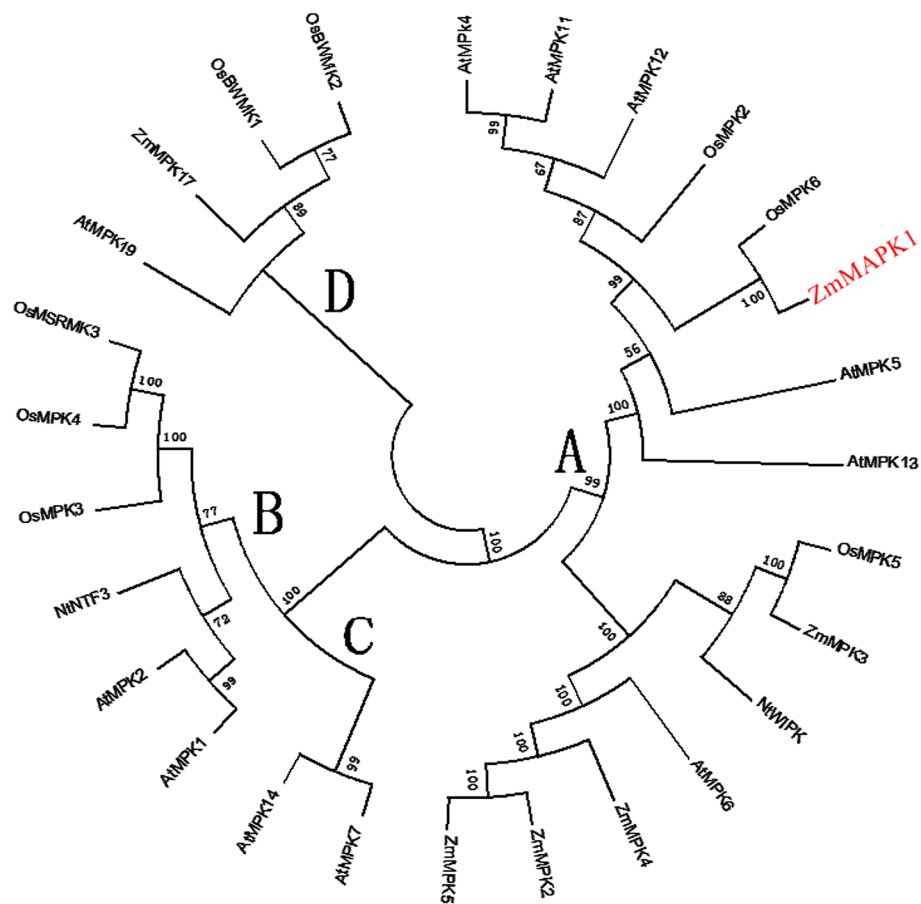 OsBWMK2
OsBWMK1
ZmMPK17
AtMPK19
77
89
D
AtMPk4
AtMPK11
AtMPK12
OsMPK2
OsMPK6
ZmMAPK1
99
67
87
99
100
56
AtMPK5
100
AtMPK13
A
99
100
OsMSRMK3
100
OsMPK4
100
OsMPK3
B
77
NtNTF3
72
AtMPK2
99
AtMPK1
100
C
99
AtMPK14
AtMPK7
OsMPK5
100
ZmMPK3
88
NtWIPK
100
100
AtMPK6
100
ZmMPK4
100
ZmMPK2
ZmMPK5